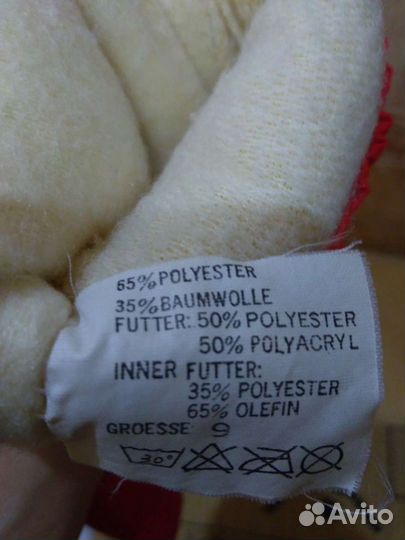 65% POLYESTER
35% BAUMWOLLE
FUTTER: 50% POLYESTER
50% POLYACRYL
INNER FUTTER:
35% POLYESTER
65% OLEFIN
GROESSE: 9
30°
Avito